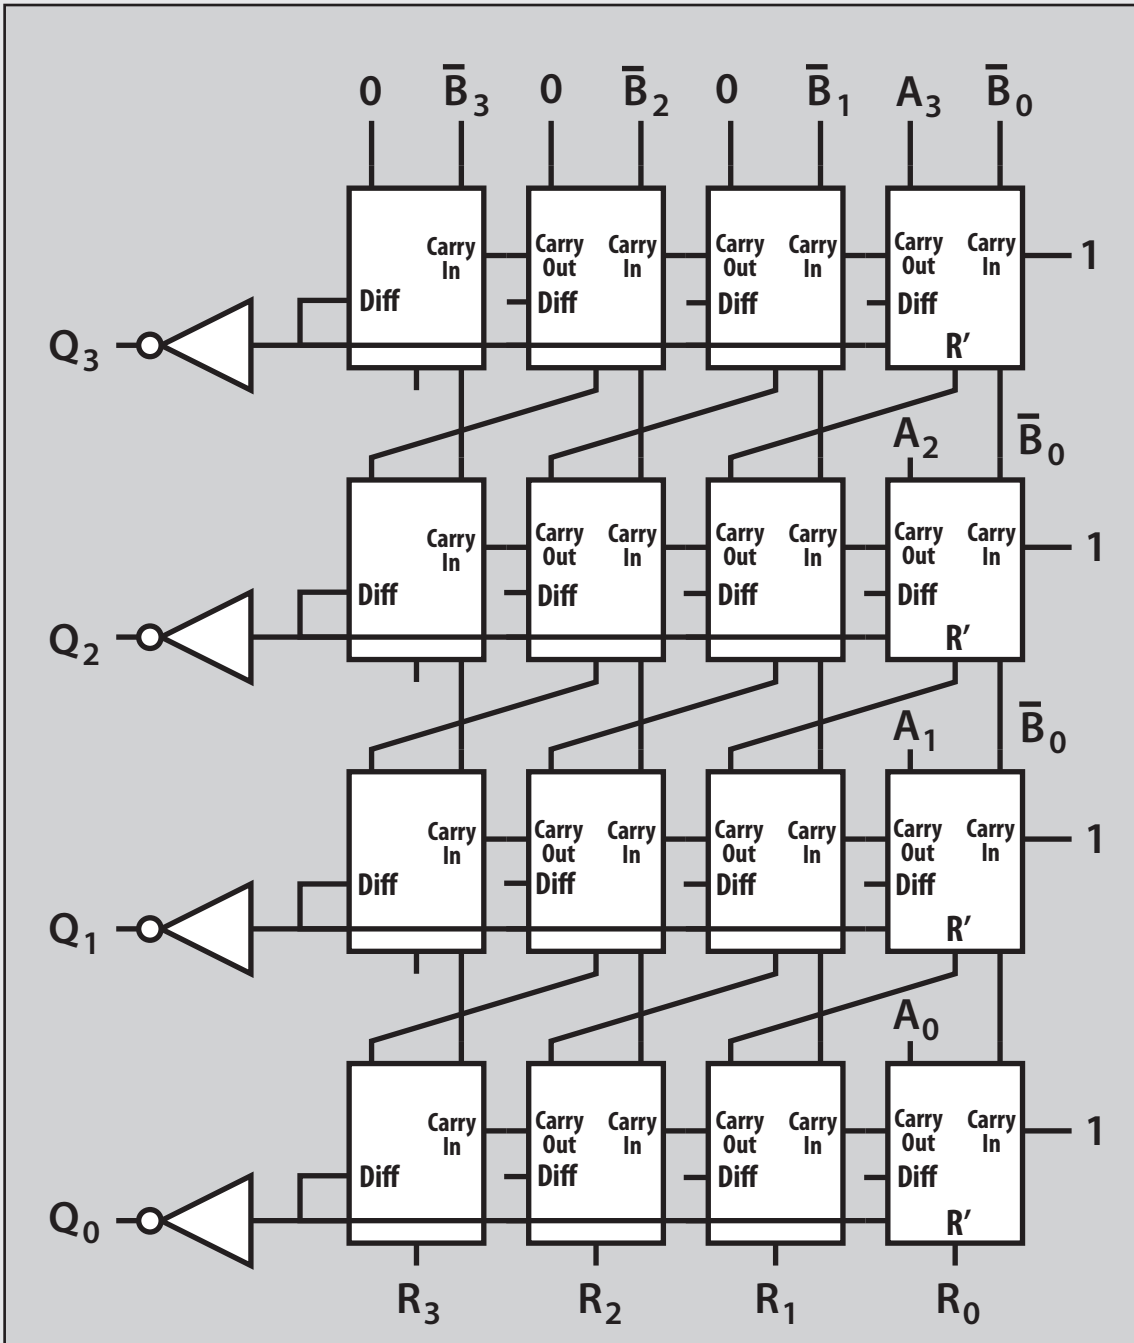 0 B̅3 0 B̅2 0 B̅1 A3 B̅0
Carry In Carry Out Carry In Carry Out Carry In Carry Out Carry In 1
Diff Diff Diff Diff
Q3 R′
A2 B̅0
Carry In Carry Out Carry In Carry Out Carry In Carry Out Carry In 1
Diff Diff Diff Diff
Q2 R′
A1 B̅0
Carry In Carry Out Carry In Carry Out Carry In Carry Out Carry In 1
Diff Diff Diff Diff
Q1 R′
A0
Carry In Carry Out Carry In Carry Out Carry In Carry Out Carry In 1
Diff Diff Diff Diff
Q0 R′
R3 R2 R1 R0